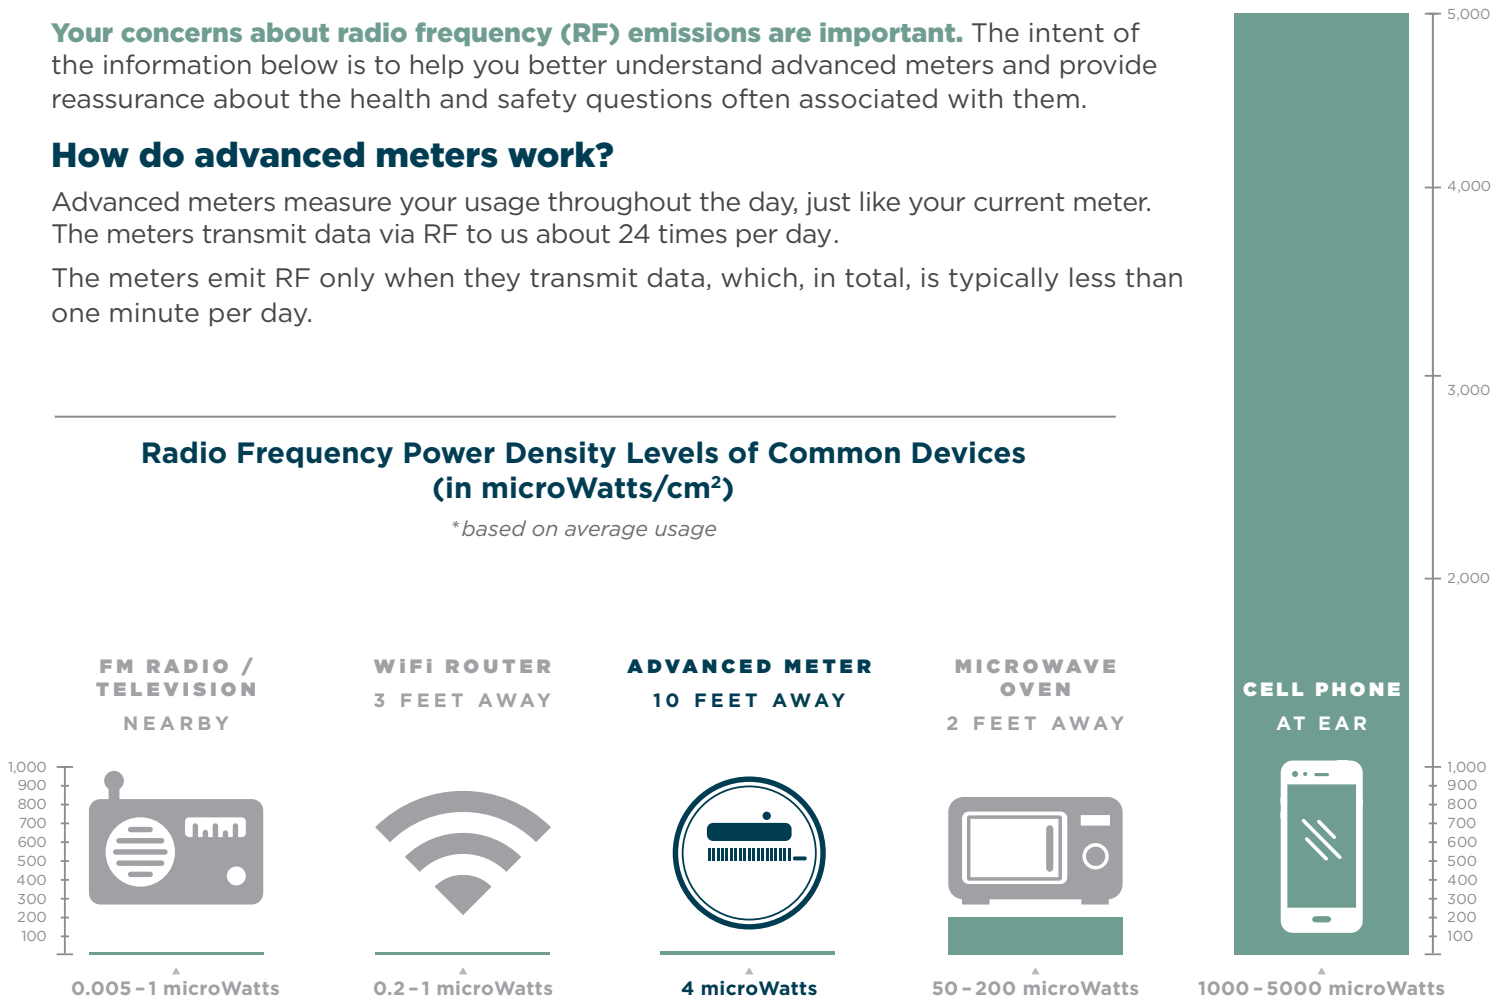 Your concerns about radio frequency (RF) emissions are important. The intent of
the information below is to help you better understand advanced meters and provide
reassurance about the health and safety questions often associated with them.
How do advanced meters work?
Advanced meters measure your usage throughout the day, just like your current meter.
The meters transmit data via RF to us about 24 times per day.
The meters emit RF only when they transmit data, which, in total, is typically less than
one minute per day.
Radio Frequency Power Density Levels of Common Devices
(in microWatts/cm²)
*based on average usage
FM RADIO /
TELEVISION
NEARBY
WiFi ROUTER
3 FEET AWAY
ADVANCED METER
10 FEET AWAY
MICROWAVE
OVEN
2 FEET AWAY
CELL PHONE
AT EAR
1,000
900
800
700
600
500
400
300
200
100
5,000
4,000
3,000
2,000
1,000
900
800
700
600
500
400
300
200
100
0.005–1 microWatts
0.2–1 microWatts
4 microWatts
50–200 microWatts
1000–5000 microWatts